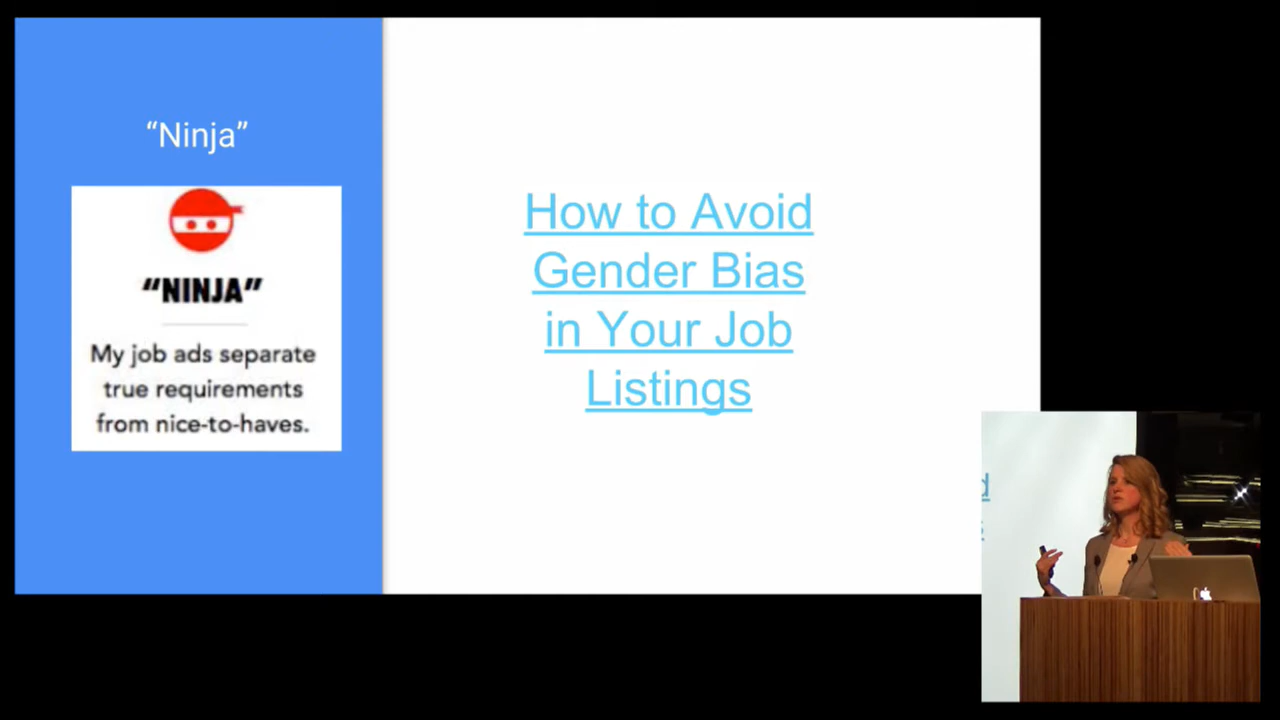 “Ninja”
“NINJA”
My job ads separate
true requirements
from nice-to-haves.
How to Avoid
Gender Bias
in Your Job
Listings